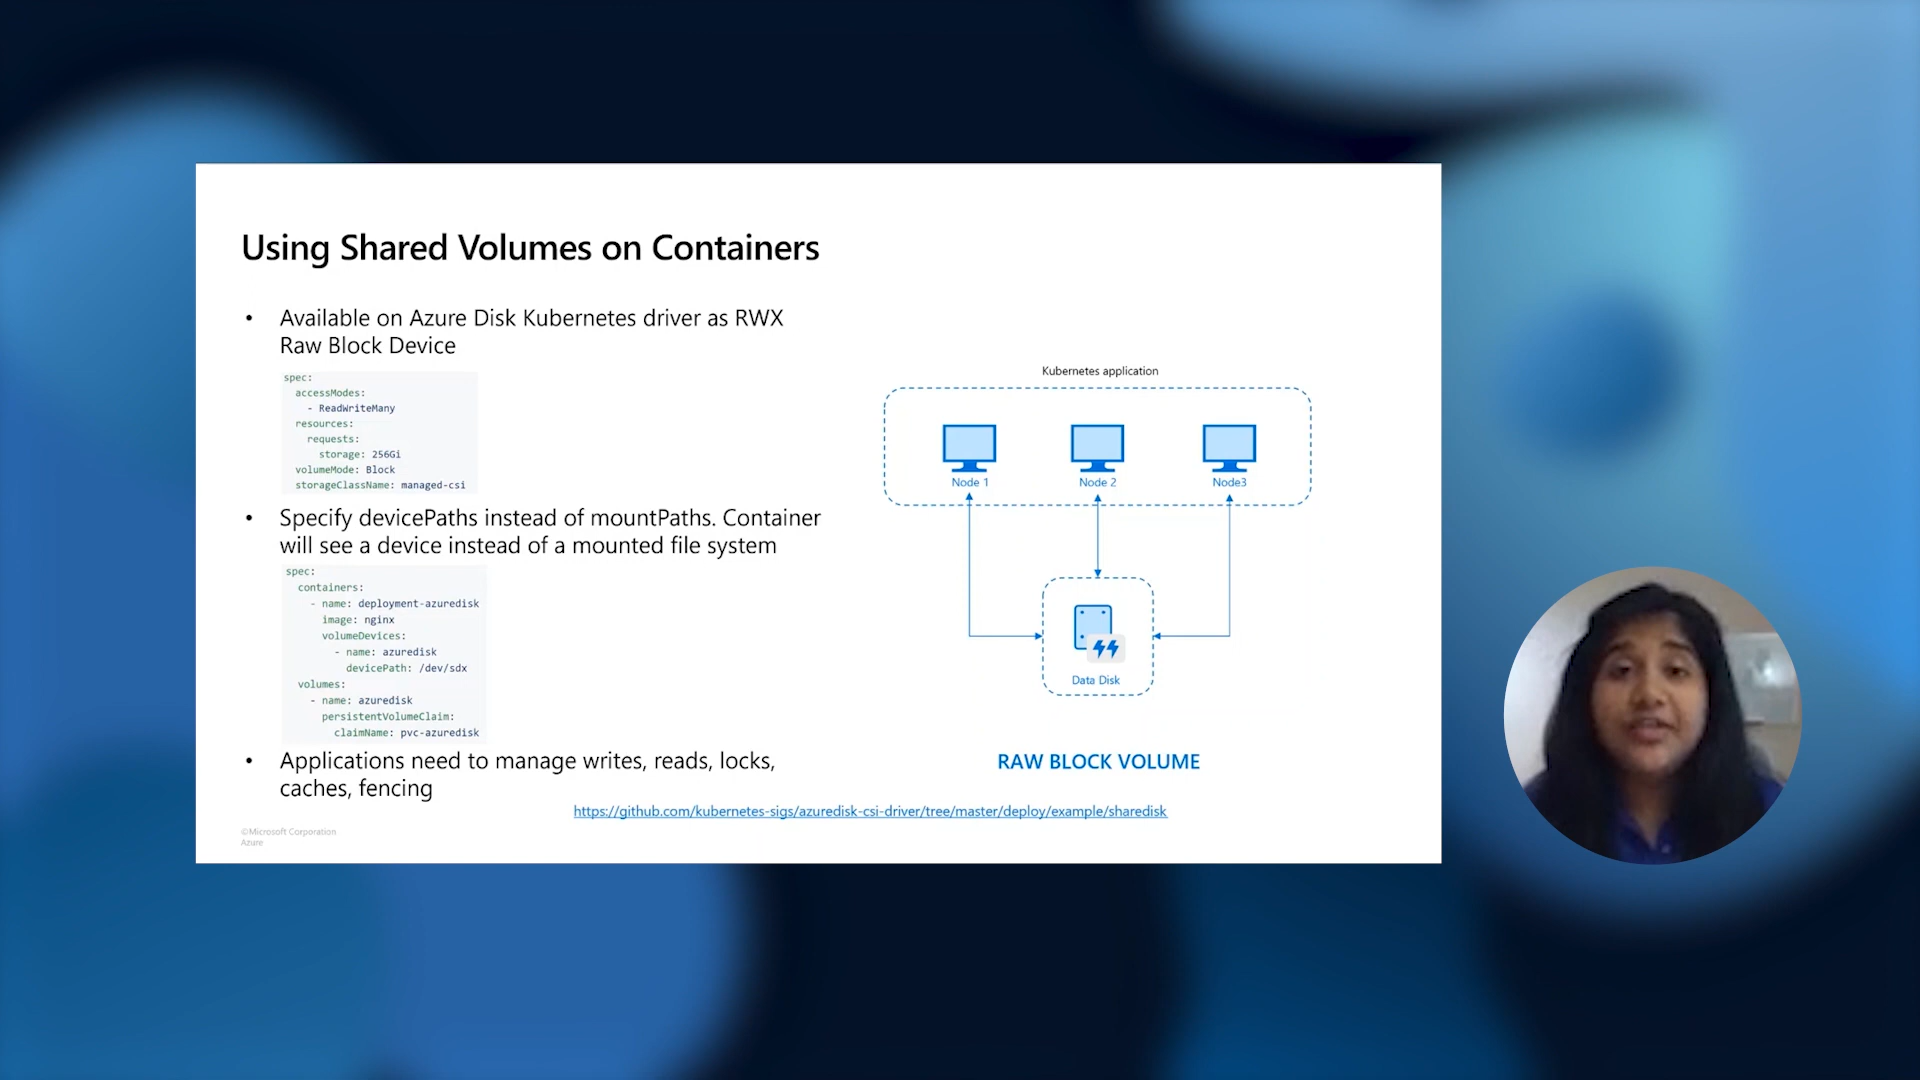 Using Shared Volumes on Containers
• Available on Azure Disk Kubernetes driver as RWX
Raw Block Device
spec:
accessModes:
- ReadWriteMany
resources:
requests:
storage: 256Gi
volumeMode: Block
storageClassName: managed-csi
• Specify devicePaths instead of mountPaths. Container
will see a device instead of a mounted file system
spec:
containers:
- name: deployment-azuredisk
image: nginx
volumeDevices:
- name: azuredisk
devicePath: /dev/sdx
volumes:
- name: azuredisk
persistentVolumeClaim:
claimName: pvc-azuredisk
• Applications need to manage writes, reads, locks,
caches, fencing
Kubernetes application
Node 1
Node 2
Node3
Data Disk
RAW BLOCK VOLUME
https://github.com/kubernetes-sigs/azuredisk-csi-driver/tree/master/deploy/example/sharedisk
©Microsoft Corporation
Azure